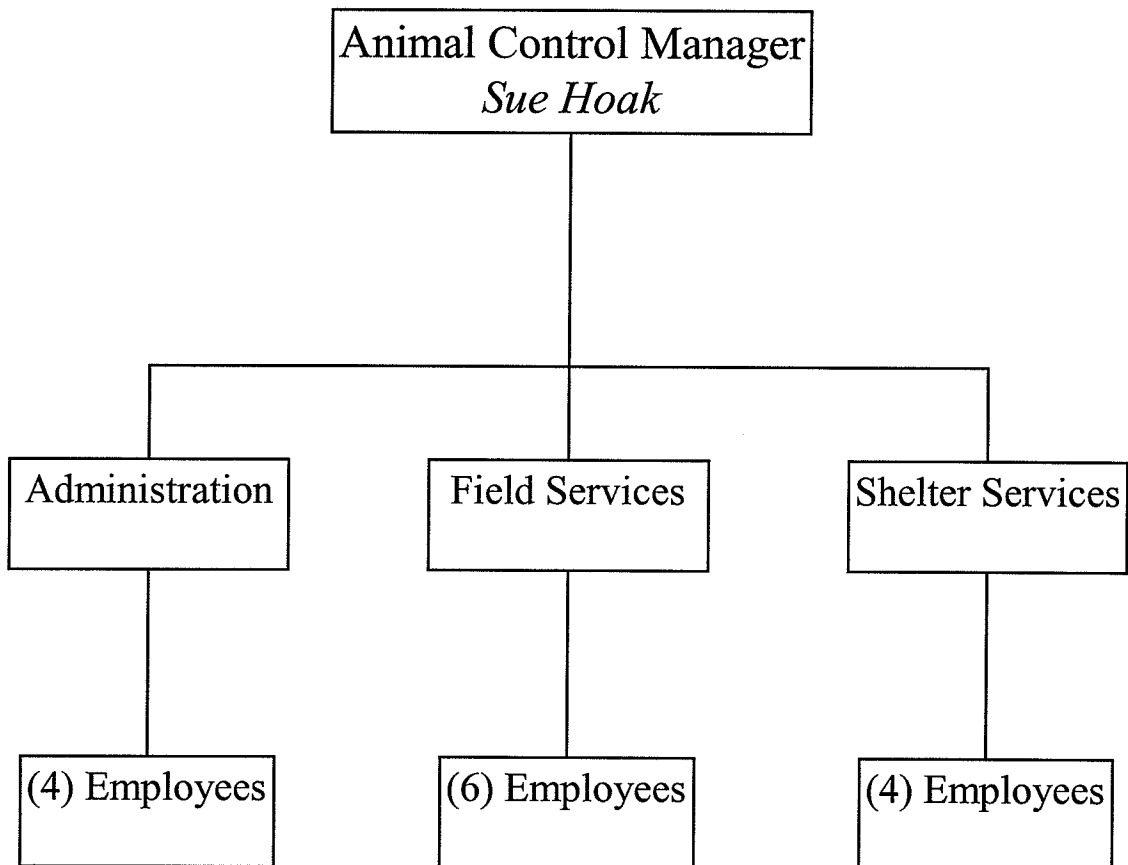 Animal Control Manager
Sue Hoak
Administration
Field Services
Shelter Services
(4) Employees
(6) Employees
(4) Employees